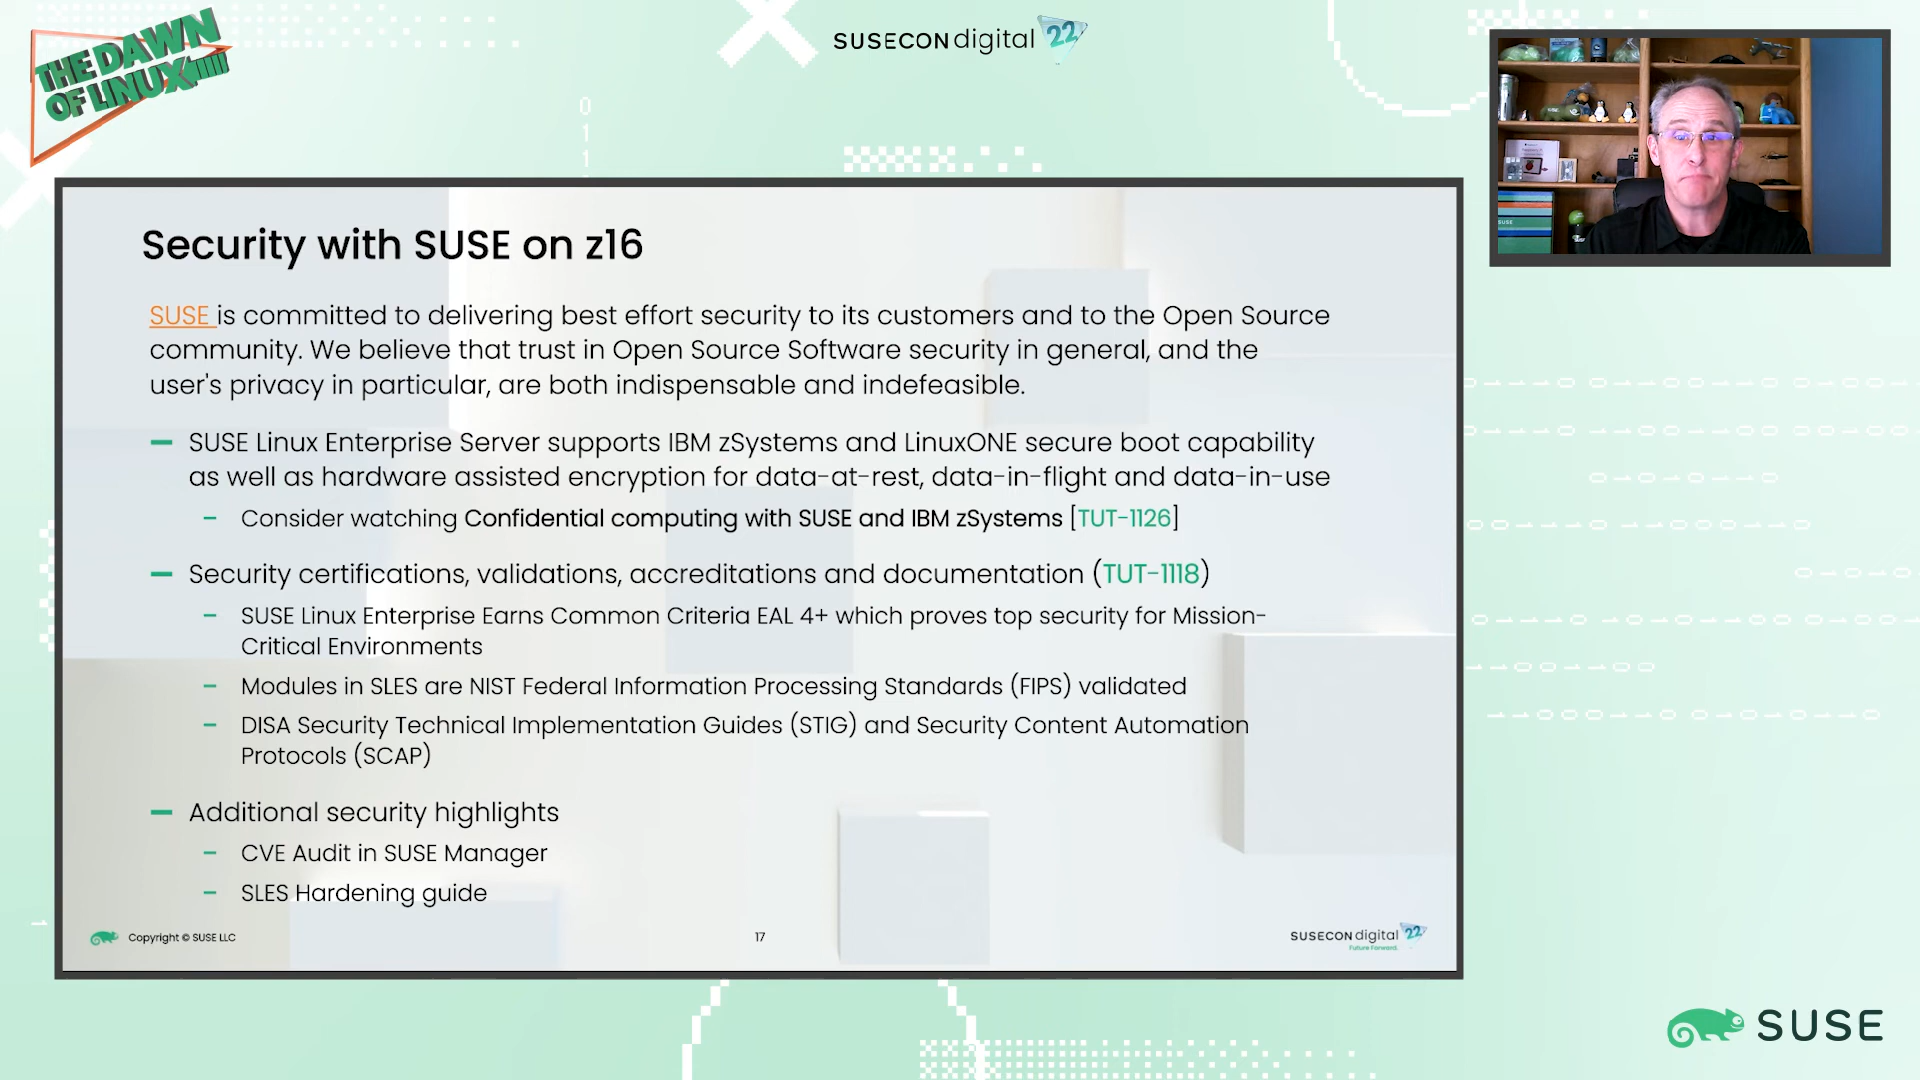 THE DAWN
OF LINUX
SUSECON digital 22
0
1
1
Security with SUSE on z16
SUSE is committed to delivering best effort security to its customers and to the Open Source
community. We believe that trust in Open Source Software security in general, and the
user's privacy in particular, are both indispensable and indefeasible.
SUSE Linux Enterprise Server supports IBM zSystems and LinuxONE secure boot capability
as well as hardware assisted encryption for data-at-rest, data-in-flight and data-in-use
Consider watching Confidential computing with SUSE and IBM zSystems [TUT-1126]
Security certifications, validations, accreditations and documentation (TUT-1118)
SUSE Linux Enterprise Earns Common Criteria EAL 4+ which proves top security for Mission-
Critical Environments
Modules in SLES are NIST Federal Information Processing Standards (FIPS) validated
DISA Security Technical Implementation Guides (STIG) and Security Content Automation
Protocols (SCAP)
Additional security highlights
CVE Audit in SUSE Manager
SLES Hardening guide
Copyright © SUSE LLC
17
SUSECON digital 22
Future Forward.
SUSE